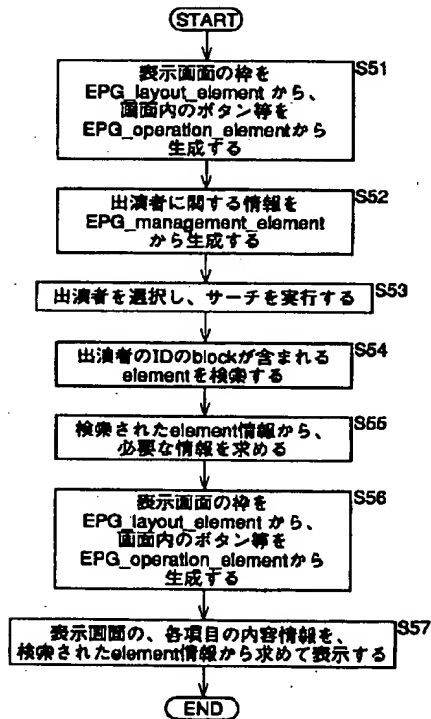 START
S51
表示画面の枠を
EPG_layout_element から、
画面内のボタン等を
EPG_operation_elementから
生成する
S52
出演者に関する情報を
EPG_management_element
から生成する
S53
出演者を選択し、サーチを実行する
S54
出演者のIDのblockが含まれる
elementを検索する
S55
検索されたelement情報から、
必要な情報を求める
S56
表示画面の枠を
EPG_layout_element から、
画面内のボタン等を
EPG_operation_elementから
生成する
S57
表示画面の、各項目の内容情報を、
検索されたelement情報から求めて表示する
END